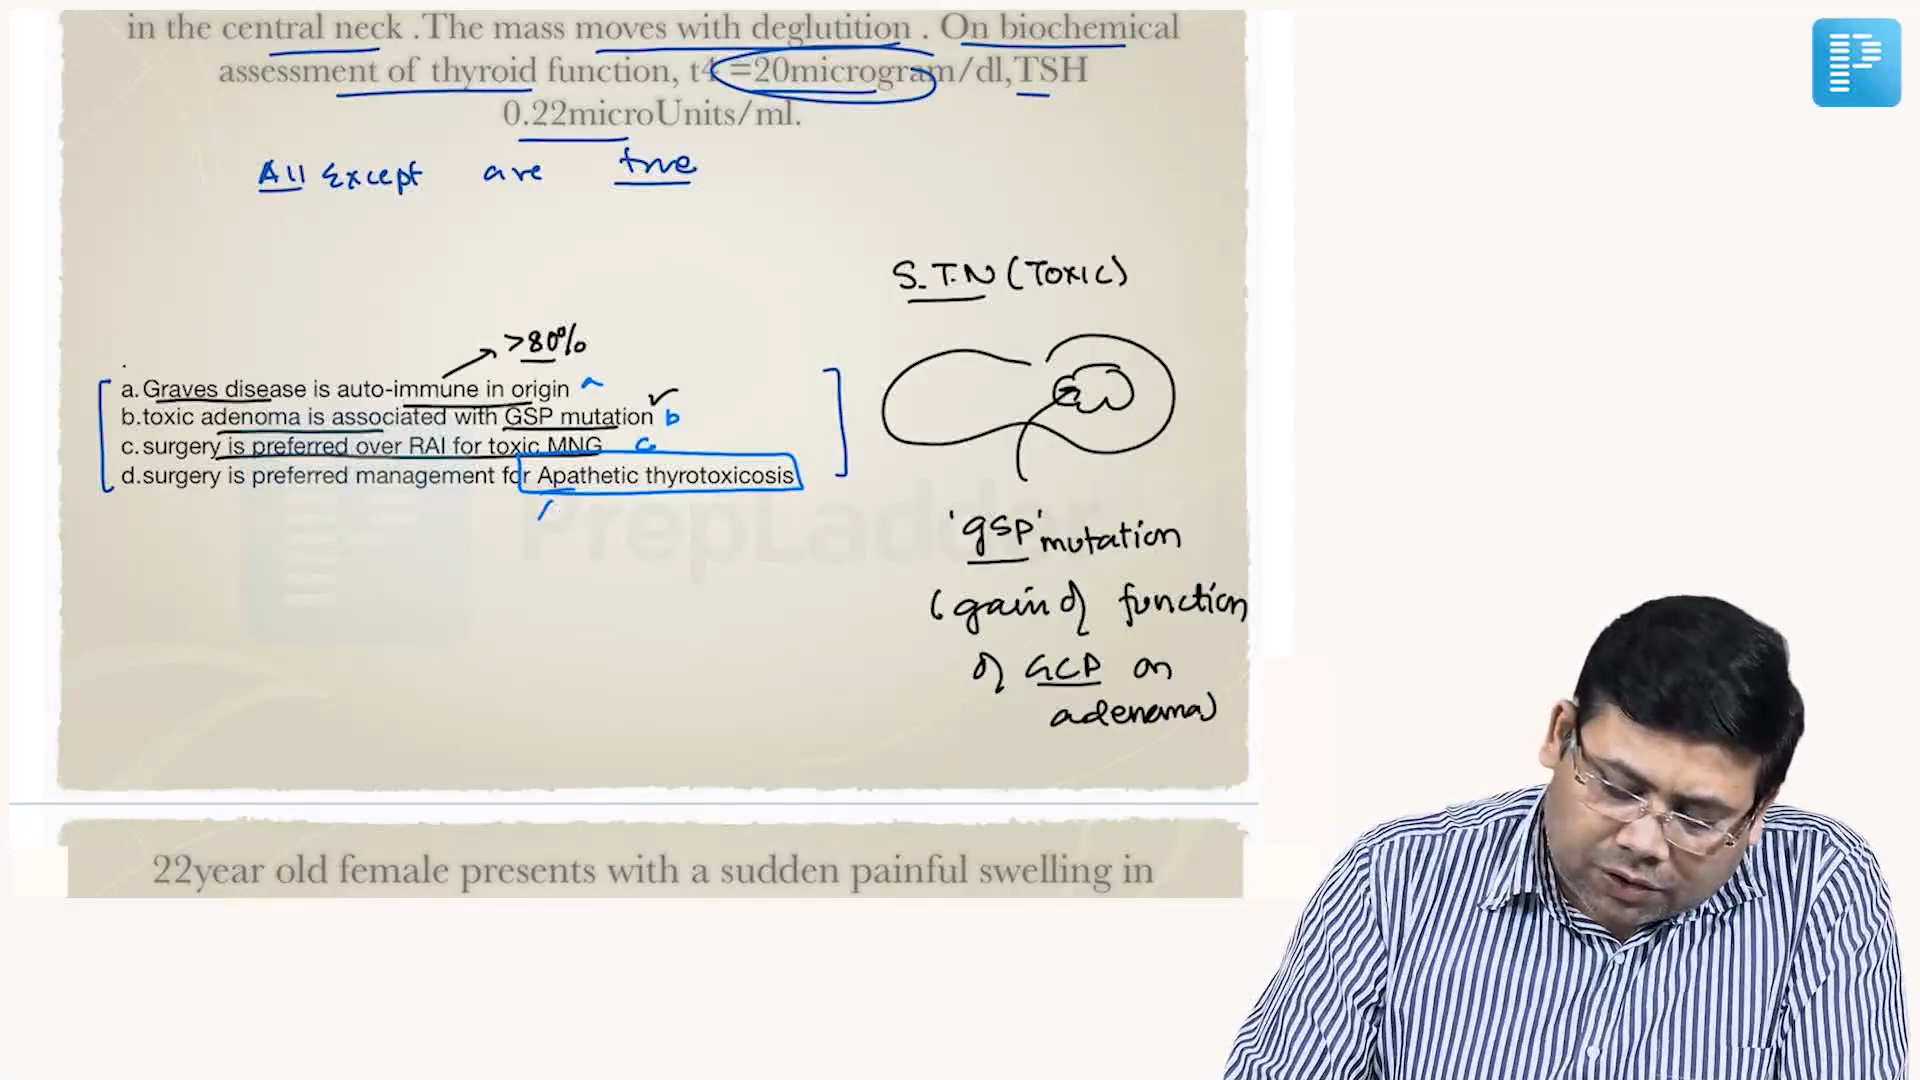 in the central neck .The mass moves with deglutition . On biochemical
assessment of thyroid function, t4 =20microgram/dl,TSH
0.22microUnits/ml.
All Except are true
S.T.N (TOXIC)
>80%
a. Graves disease is auto-immune in origin a
b.toxic adenoma is associated with GSP mutation b
c.surgery is preferred over RAI for toxic MNG c
d.surgery is preferred management for Apathetic thyrotoxicosis
PrepLadder
'gsp' mutation
(gain of function
of GCP on
adenoma)
22year old female presents with a sudden painful swelling in